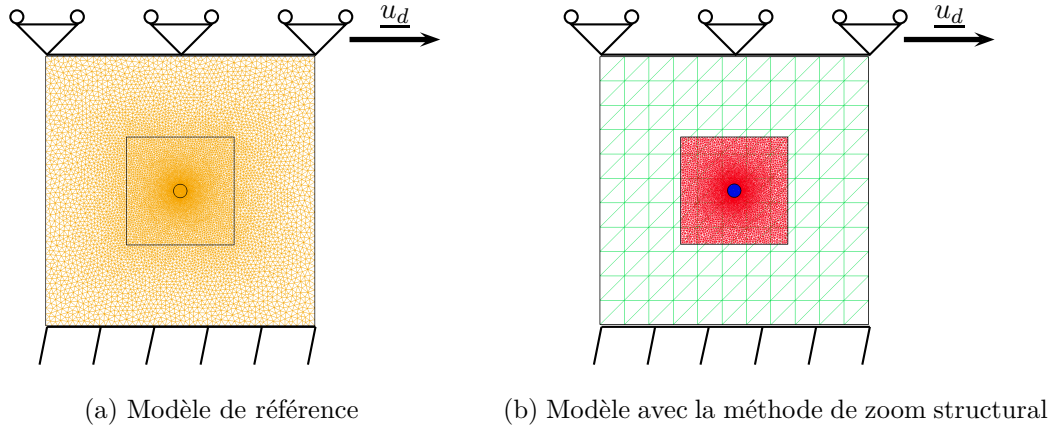 u_d
u_d
(a) Modèle de référence
(b) Modèle avec la méthode de zoom structural